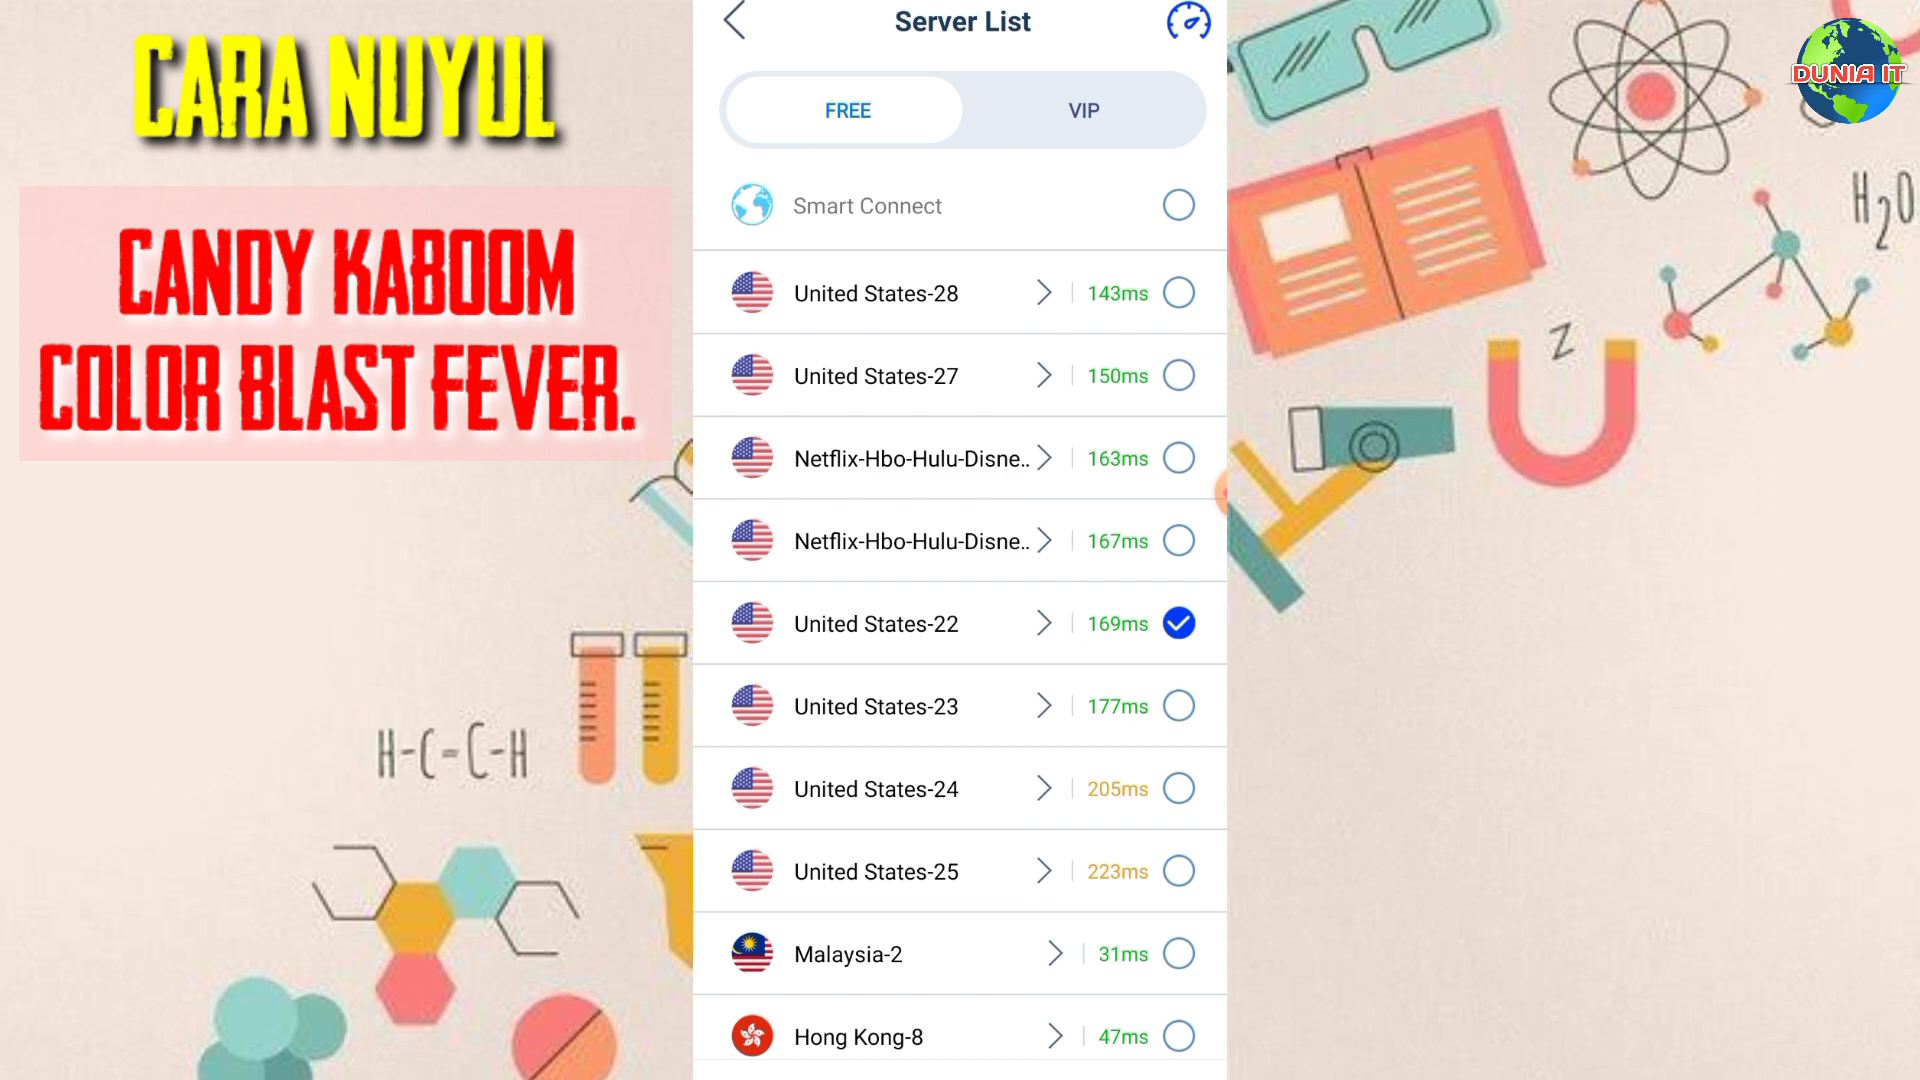 CARA NUYUL
CANDY KABOOM
COLOR BLAST FEVER.
Server List
FREE
VIP
Smart Connect
United States-28 143ms
United States-27 150ms
Netflix-Hbo-Hulu-Disne.. 163ms
Netflix-Hbo-Hulu-Disne.. 167ms
United States-22 169ms
United States-23 177ms
United States-24 205ms
United States-25 223ms
Malaysia-2 31ms
Hong Kong-8 47ms
DUNIA IT
H2O
Z
H-C=C-H